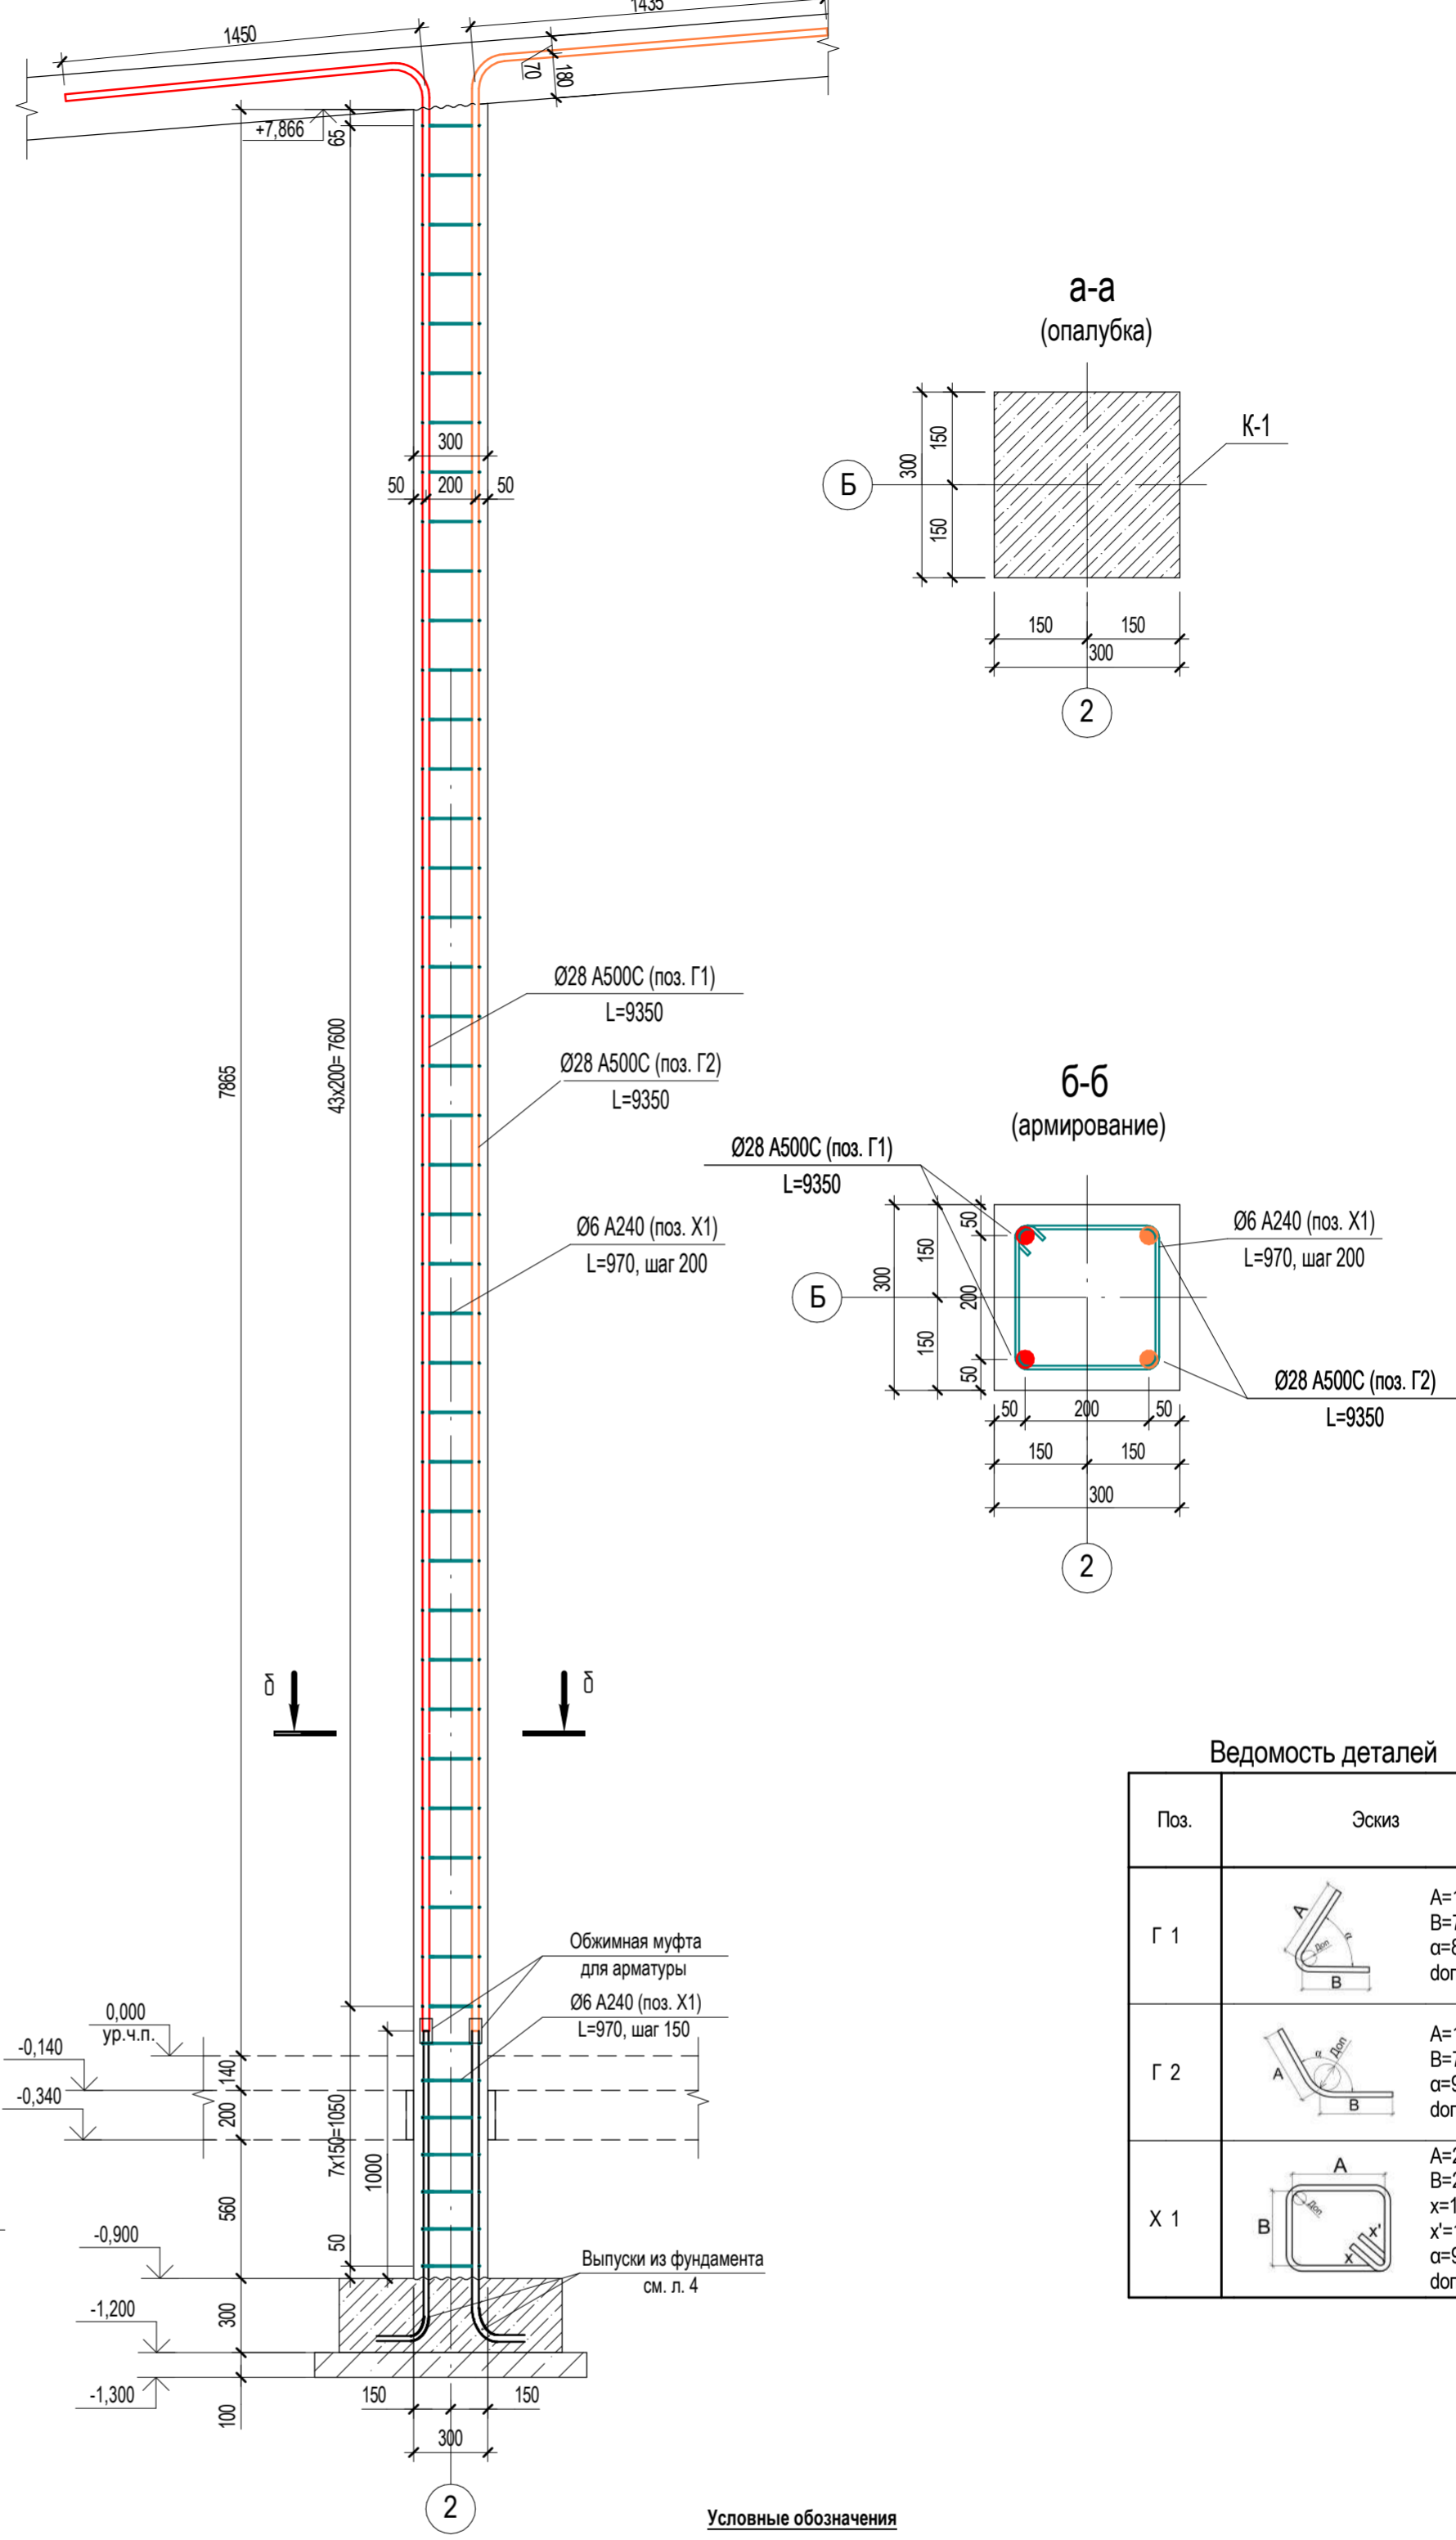 1450
1435
70
180
+7,866
65
300
50 200 50
7865
43x200= 7600
Ø28 А500С (поз. Г1)
L=9350
Ø28 А500С (поз. Г2)
L=9350
Ø6 А240 (поз. Х1)
L=970, шаг 200
б б
Обжимная муфта
для арматуры
Ø6 А240 (поз. Х1)
L=970, шаг 150
0,000
ур.ч.п.
-0,140
-0,340
140
200
560
7x150=1050
1000
50
-0,900
-1,200
-1,300
300
100
Выпуски из фундамента
см. л. 4
150 150
300
2
а-а
(опалубка)
К-1
Б
300
150
150
150 150
300
2
б-б
(армирование)
Ø28 А500С (поз. Г1)
L=9350
Ø6 А240 (поз. Х1)
L=970, шаг 200
Ø28 А500С (поз. Г2)
L=9350
Б
300
150
150
50
200
50
50 200 50
150 150
300
2
Ведомость деталей
Поз. Эскиз
Г 1
A α Доп B
Г 2
A α Доп B
Х 1
A B Доп x x'
Условные обозначения